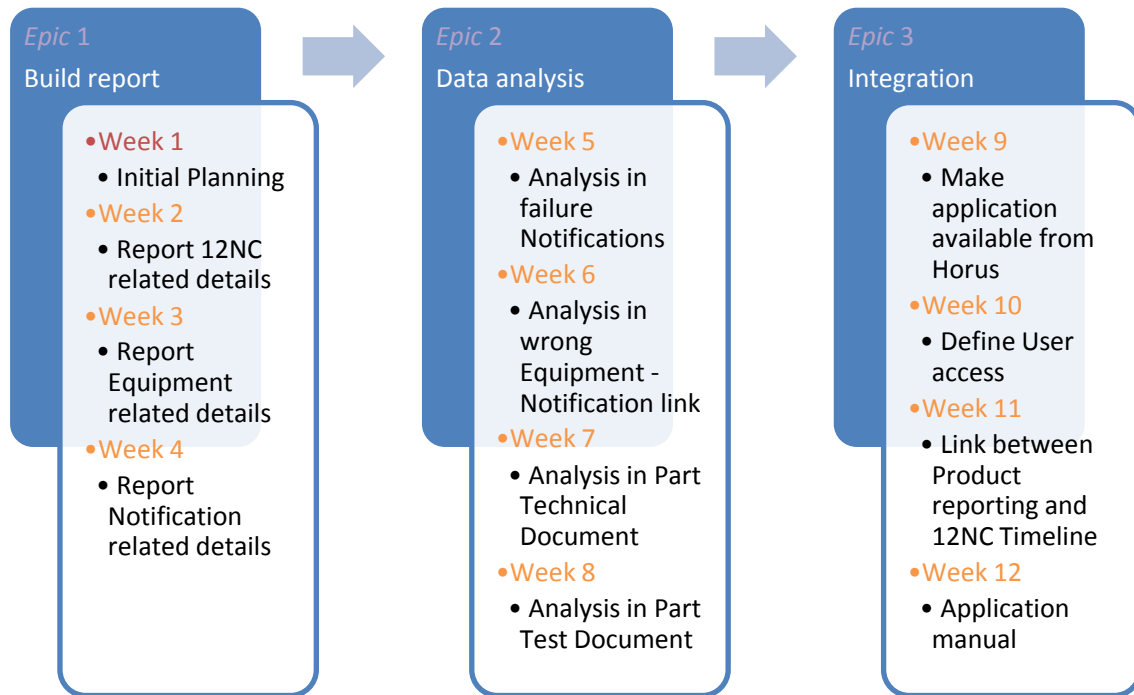 Epic 1
Build report
•Week 1
• Initial Planning
•Week 2
• Report 12NC
related details
•Week 3
• Report
Equipment
related details
•Week 4
• Report
Notification
related details
Epic 2
Data analysis
•Week 5
• Analysis in
failure
Notifications
•Week 6
• Analysis in
wrong
Equipment -
Notification link
•Week 7
• Analysis in Part
Technical
Document
•Week 8
• Analysis in Part
Test Document
Epic 3
Integration
•Week 9
• Make
application
available from
Horus
•Week 10
• Define User
access
•Week 11
• Link between
Product
reporting and
12NC Timeline
•Week 12
• Application
manual